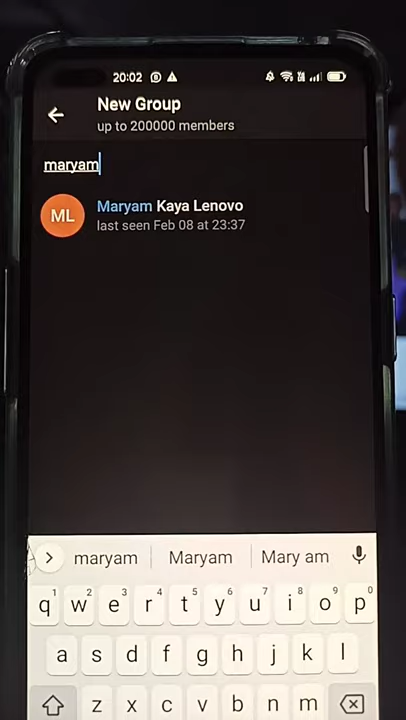 20:02
New Group
up to 200000 members
maryam
ML
Maryam Kaya Lenovo
last seen Feb 08 at 23:37
maryam Maryam Mary am
1 2 3 4 5 6 7 8 9 0
q w e r t y u i o p
a s d f g h j k l
z x c v b n m